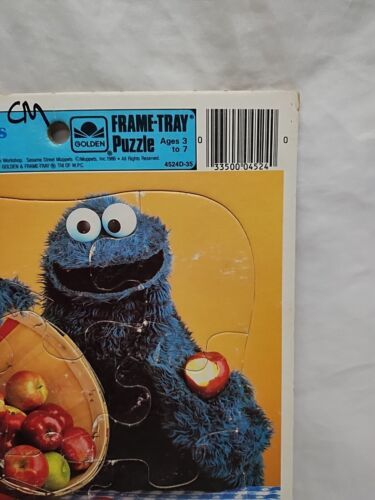 CM
s
FRAME-TRAY®
Puzzle
GOLDEN®
Ages 3
to 7
4524D-35
Workshop. Sesame Street Muppets ©Muppets, Inc. 1986 • All Rights Reserved.
GOLDEN & FRAME-TRAY® TM OF W.P.C.
0 33500 04524 0